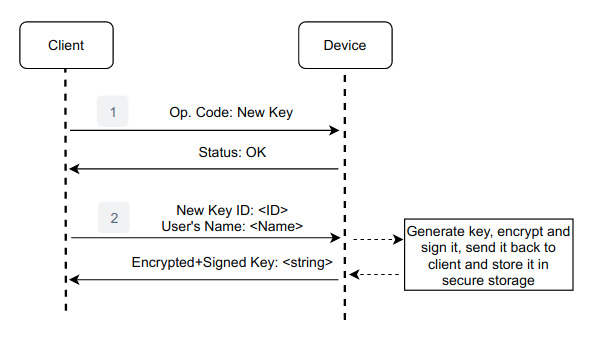 Client
Device
1
Op. Code: New Key
Status: OK
2
New Key ID: <ID>
User's Name: <Name>
Generate key, encrypt and
sign it, send it back to
client and store it in
secure storage
Encrypted+Signed Key: <string>